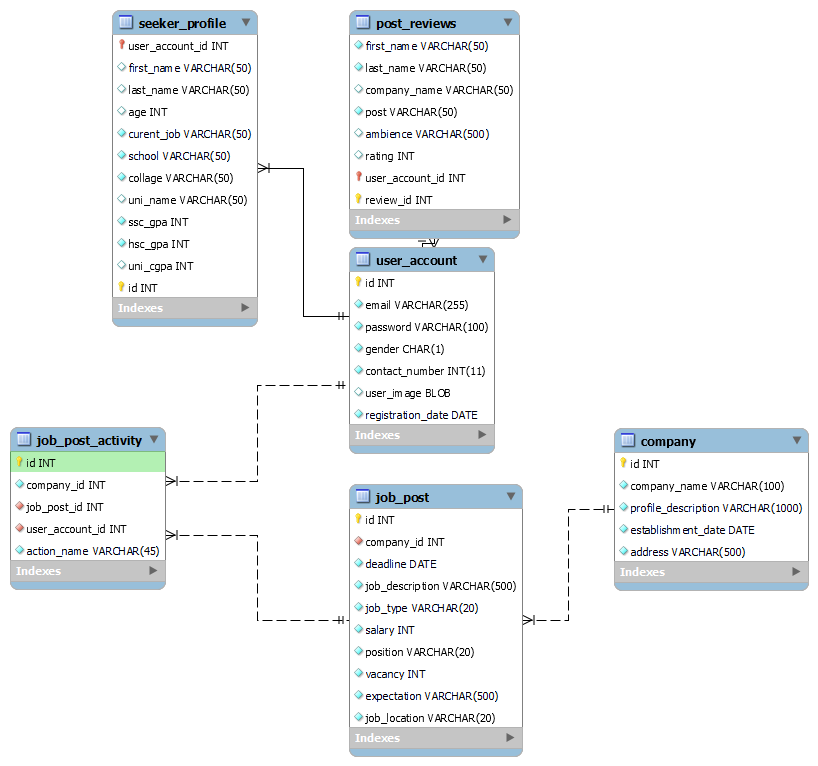 seeker_profile
user_account_id INT
first_name VARCHAR(50)
last_name VARCHAR(50)
age INT
curent_job VARCHAR(50)
school VARCHAR(50)
collage VARCHAR(50)
uni_name VARCHAR(50)
ssc_gpa INT
hsc_gpa INT
uni_cgpa INT
id INT
Indexes
post_reviews
first_name VARCHAR(50)
last_name VARCHAR(50)
company_name VARCHAR(50)
post VARCHAR(50)
ambience VARCHAR(500)
rating INT
user_account_id INT
review_id INT
Indexes
user_account
id INT
email VARCHAR(255)
password VARCHAR(100)
gender CHAR(1)
contact_number INT(11)
user_image BLOB
registration_date DATE
Indexes
job_post_activity
id INT
company_id INT
job_post_id INT
user_account_id INT
action_name VARCHAR(45)
Indexes
job_post
id INT
company_id INT
deadline DATE
job_description VARCHAR(500)
job_type VARCHAR(20)
salary INT
position VARCHAR(20)
vacancy INT
expectation VARCHAR(500)
job_location VARCHAR(20)
Indexes
company
id INT
company_name VARCHAR(100)
profile_description VARCHAR(1000)
establishment_date DATE
address VARCHAR(500)
Indexes